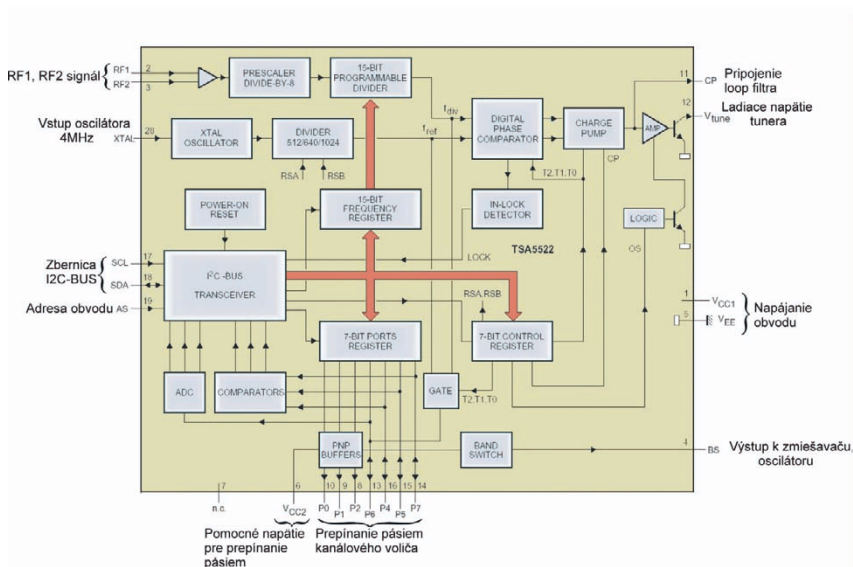 RF1, RF2 signál
RF1
2
RF2
3
PRESCALER
DIVIDE-BY-8
15-BIT
PROGRAMMABLE
DIVIDER
fdiv
fref
DIGITAL
PHASE
COMPARATOR
CHARGE
PUMP
CP
AMP
11
CP
Pripojenie
loop filtra
12
Vtune
Ladiace napätie
tunera
Vstup oscilátora
4MHz
XTAL
XTAL
OSCILLATOR
DIVIDER
512/640/1024
RSA
RSB
T2.T1.T0
POWER-ON
RESET
15-BIT
FREQUENCY
REGISTER
IN-LOCK
DETECTOR
LOGIC
OS
TSA5522
LOCK
Zbernica
I2C-BUS
SCL
17
SDA
18
Adresa obvodu
AS
19
I²C-BUS
TRANSCEIVER
RSA,RSB
7-BIT PORTS
REGISTER
7-BIT CONTROL
REGISTER
1
VCC1
5
VEE
Napájanie
obvodu
ADC
COMPARATORS
GATE
T2.T1.T0
PNP
BUFFERS
BAND
SWITCH
4
BS
Výstup k zmiešavaču,
oscilátoru
7
n.c.
6
VCC2
10
9
8
13
16
15
14
P0
P1
P2
P6
P4
P5
P7
Pomocné napätie
pre prepínanie
pásiem
Prepínanie pásiem
kanálového voliča